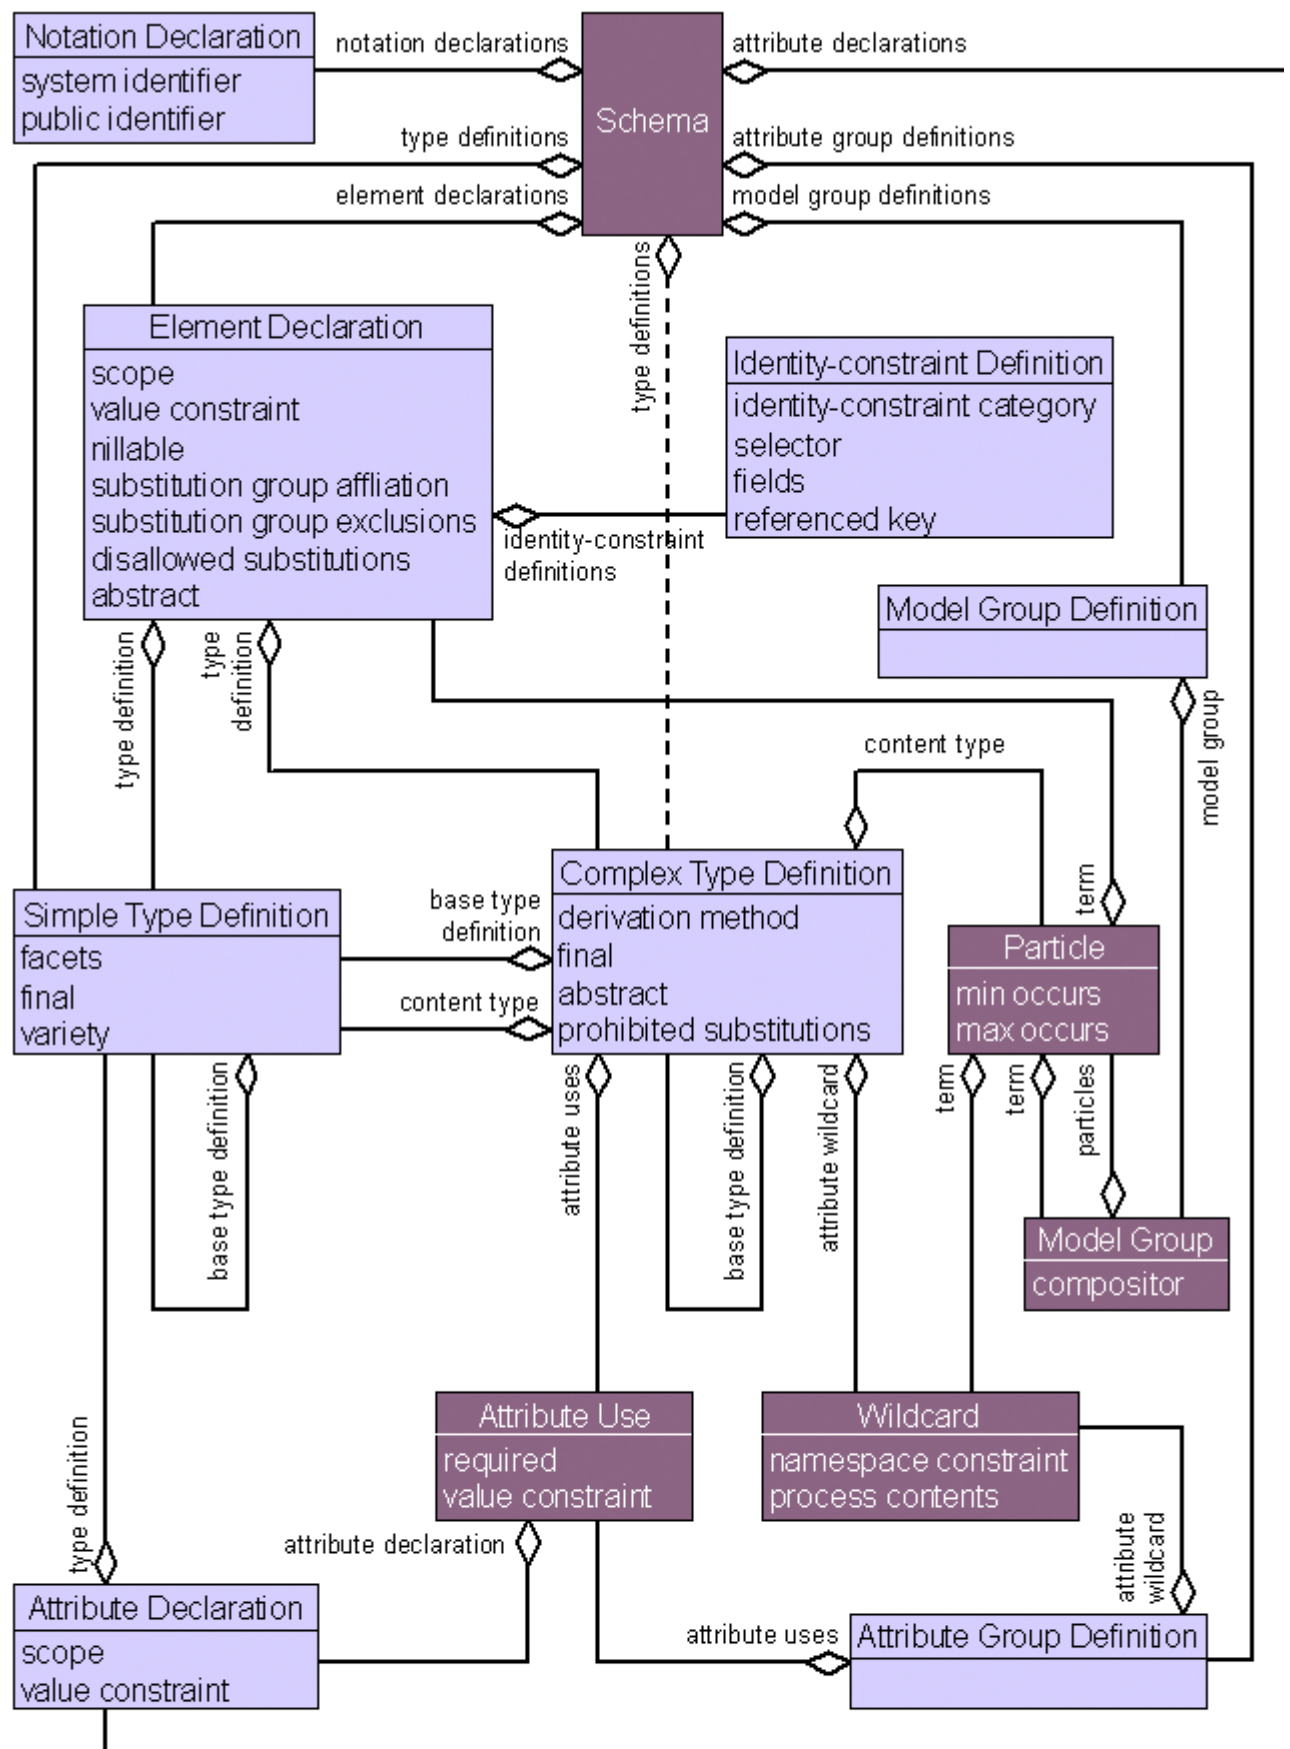 Notation Declaration
system identifier
public identifier
notation declarations
Schema
attribute declarations
type definitions
attribute group definitions
element declarations
model group definitions
type definitions
Element Declaration
scope
value constraint
nillable
substitution group affliation
substitution group exclusions
disallowed substitutions
abstract
Identity-constraint Definition
identity-constraint category
selector
fields
referenced key
identity-constraint
definitions
Model Group Definition
type definition
type
definition
model group
content type
term
Simple Type Definition
facets
final
variety
base type
definition
content type
Complex Type Definition
derivation method
final
abstract
prohibited substitutions
Particle
min occurs
max occurs
base type definition
attribute uses
base type definition
attribute wildcard
term
term
particles
Model Group
compositor
Attribute Use
required
value constraint
Wildcard
namespace constraint
process contents
type definition
attribute declaration
attribute
wildcard
Attribute Declaration
scope
value constraint
attribute uses
Attribute Group Definition